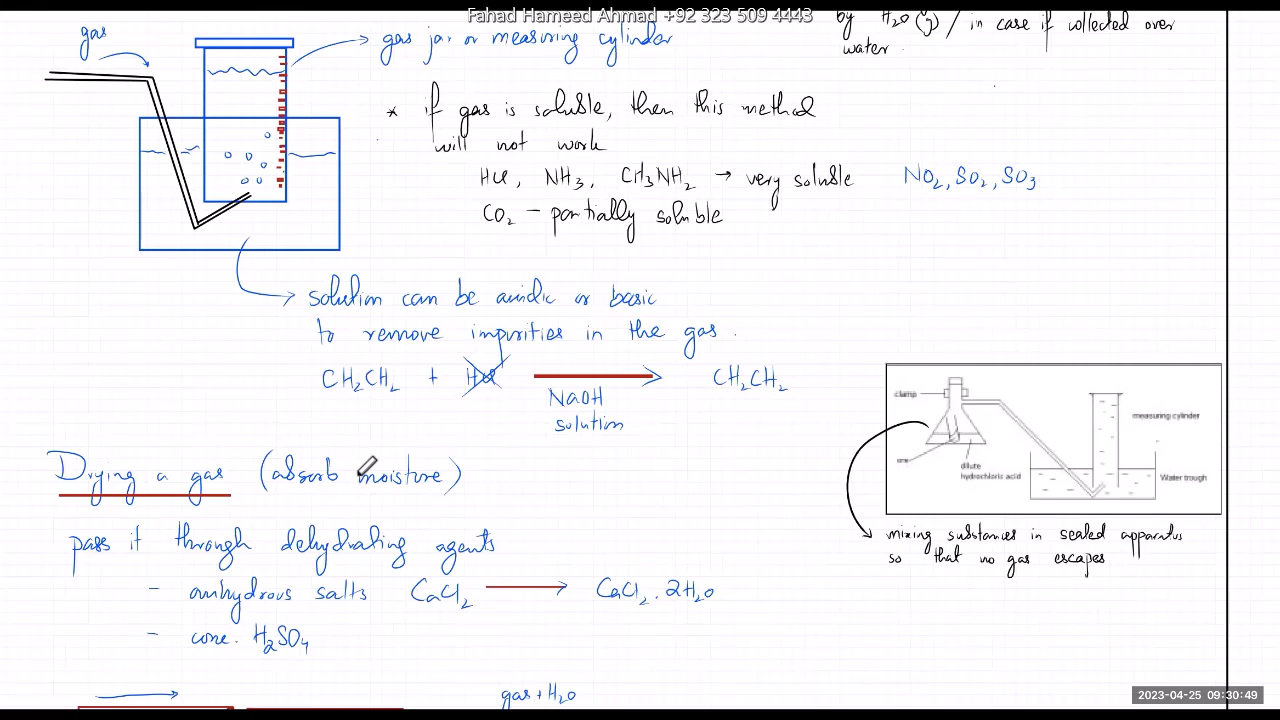 Fahad Hameed Ahmad +92 323 509 4443
by H₂O(g) / in case if collected over
water.
gas
gas jar or measuring cylinder
* if gas is soluble, then this method
will not work
HCl, NH₃, CH₃NH₂ → very soluble NO₂, SO₂, SO₃
CO₂ – partially soluble
solution can be acidic or basic
to remove impurities in the gas.
CH₂CH₂ + HCl → CH₂CH₂
NaOH
solution
clamp
measuring cylinder
dilute
hydrochloric acid
Water trough
mixing substances in sealed apparatus
so that no gas escapes
Drying a gas (absorb moisture)
pass it through dehydrating agents
- anhydrous salts CaCl₂ → CaCl₂.2H₂O
- conc. H₂SO₄
gas + H₂O
2023-04-25 09:30:49